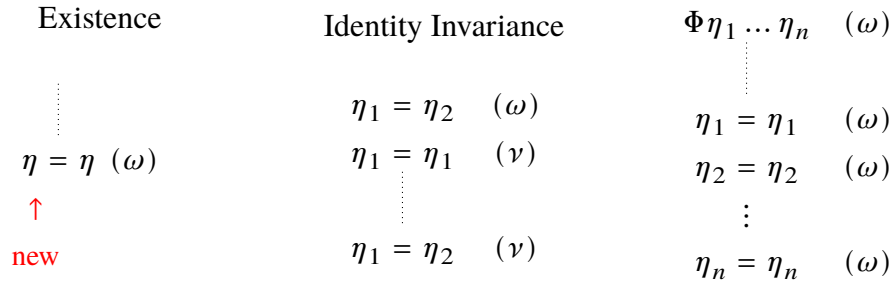 Existence
η = η (ω)
↑
new
Identity Invariance
η₁ = η₂ (ω)
η₁ = η₁ (ν)
η₁ = η₂ (ν)
Φη₁ … ηₙ (ω)
η₁ = η₁ (ω)
η₂ = η₂ (ω)
⋮
ηₙ = ηₙ (ω)